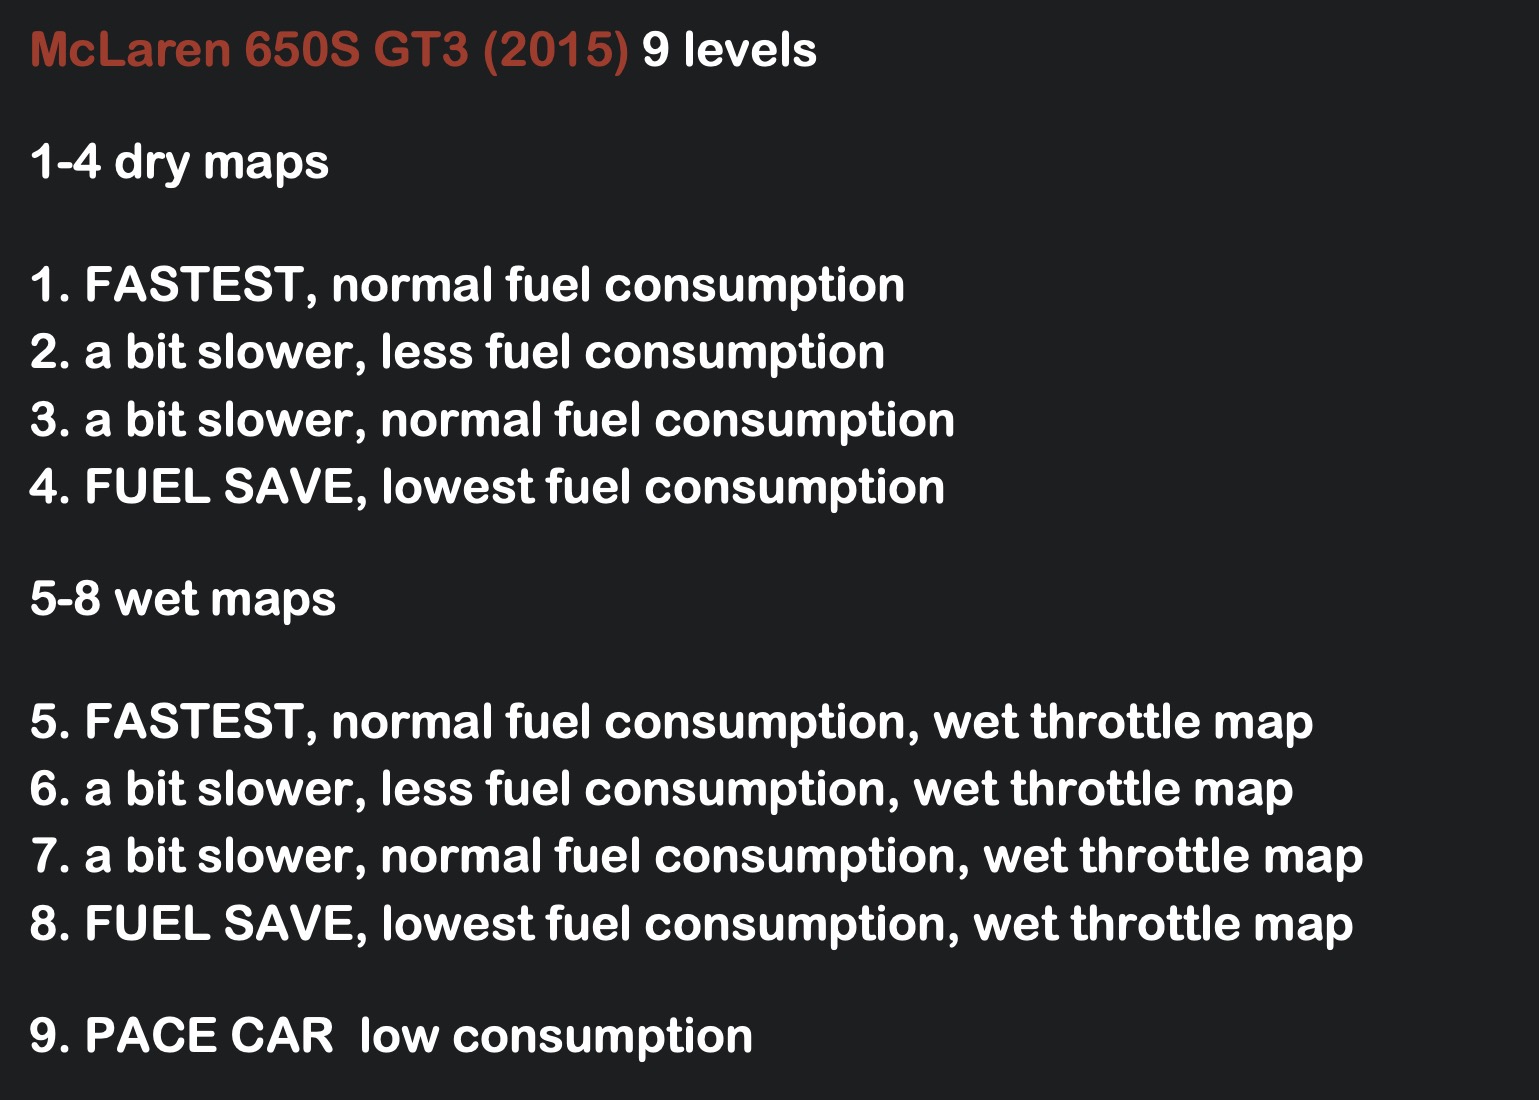 McLaren 650S GT3 (2015) 9 levels
1-4 dry maps
1. FASTEST, normal fuel consumption
2. a bit slower, less fuel consumption
3. a bit slower, normal fuel consumption
4. FUEL SAVE, lowest fuel consumption
5-8 wet maps
5. FASTEST, normal fuel consumption, wet throttle map
6. a bit slower, less fuel consumption, wet throttle map
7. a bit slower, normal fuel consumption, wet throttle map
8. FUEL SAVE, lowest fuel consumption, wet throttle map
9. PACE CAR  low consumption